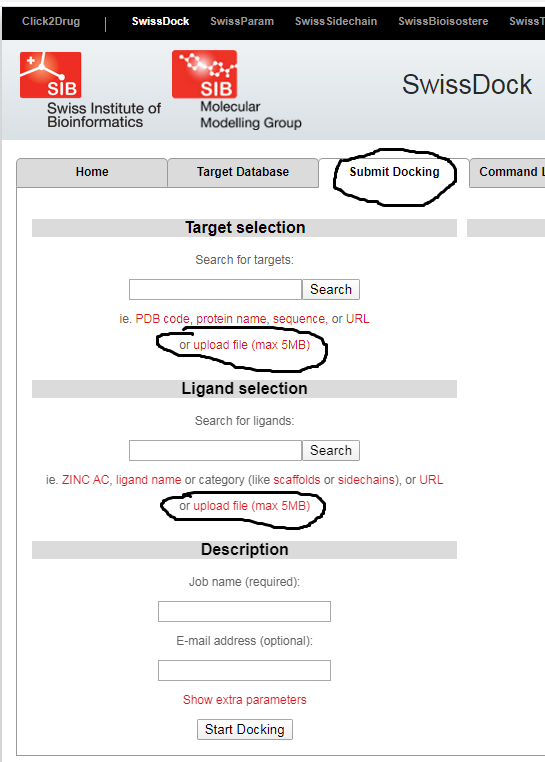 Click2Drug | SwissDock SwissParam SwissSidechain SwissBioisostere SwissT
SIB
Swiss Institute of
Bioinformatics
SIB
Molecular
Modelling Group
SwissDock
Home Target Database Submit Docking Command L
Target selection
Search for targets:
Search
ie. PDB code, protein name, sequence, or URL
or upload file (max 5MB)
Ligand selection
Search for ligands:
Search
ie. ZINC AC, ligand name or category (like scaffolds or sidechains), or URL
or upload file (max 5MB)
Description
Job name (required):
E-mail address (optional):
Show extra parameters
Start Docking